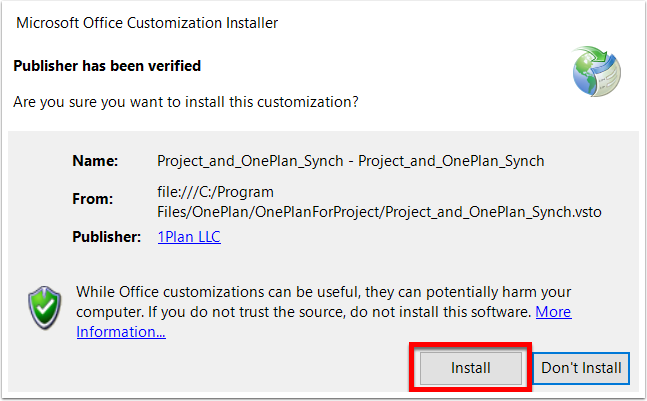 Microsoft Office Customization Installer
Publisher has been verified
Are you sure you want to install this customization?
Name: Project_and_OnePlan_Synch - Project_and_OnePlan_Synch
From: file:///C:/Program
Files/OnePlan/OnePlanForProject/Project_and_OnePlan_Synch.vsto
Publisher: 1Plan LLC
While Office customizations can be useful, they can potentially harm your
computer. If you do not trust the source, do not install this software. More
Information...
Install Don't Install